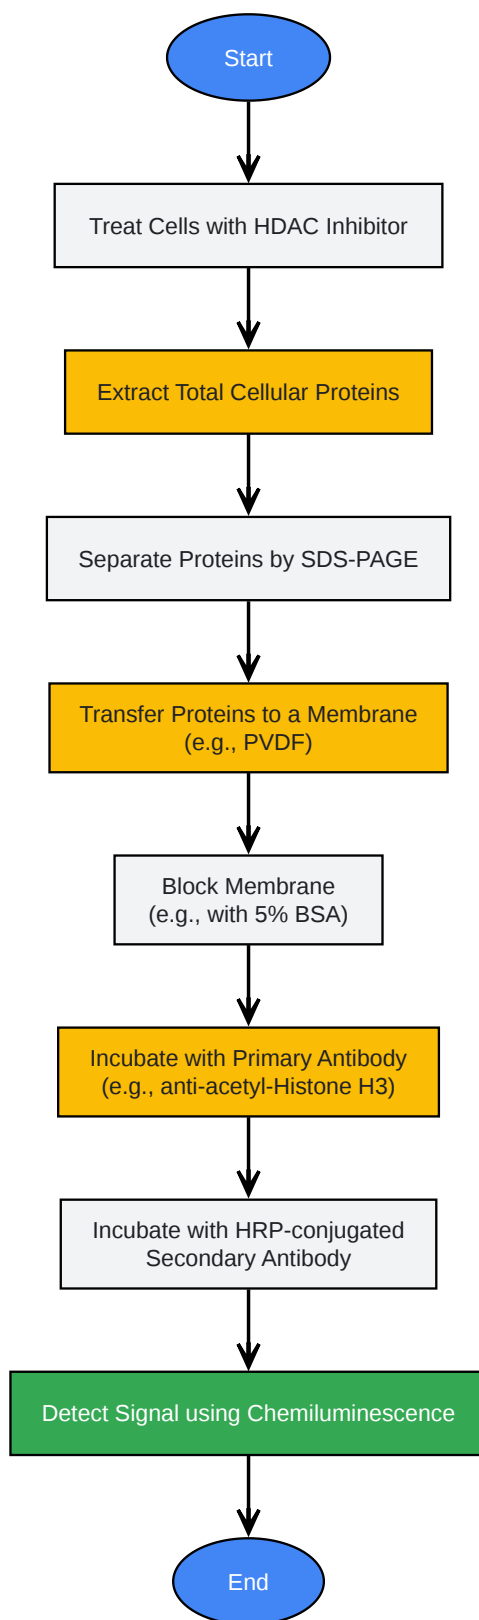 Start
Treat Cells with HDAC Inhibitor
Extract Total Cellular Proteins
Separate Proteins by SDS-PAGE
Transfer Proteins to a Membrane
(e.g., PVDF)
Block Membrane
(e.g., with 5% BSA)
Incubate with Primary Antibody
(e.g., anti-acetyl-Histone H3)
Incubate with HRP-conjugated
Secondary Antibody
Detect Signal using Chemiluminescence
End